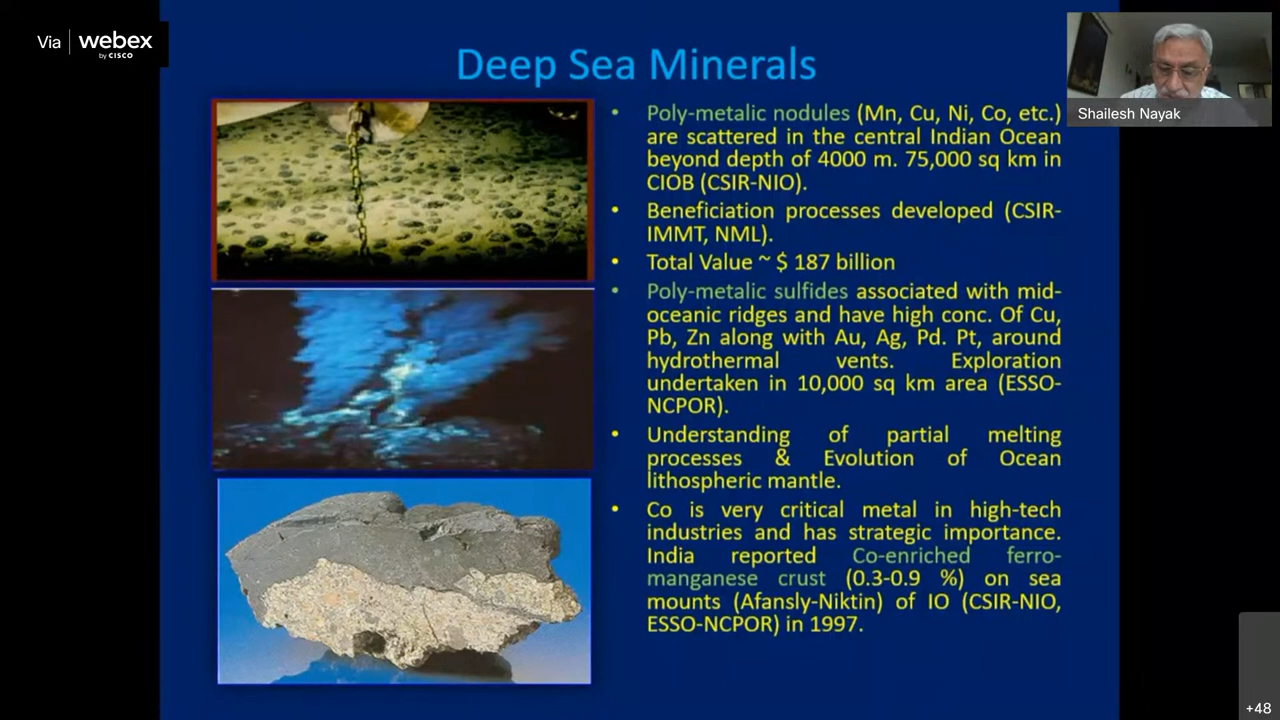 Via webex
by CISCO
Deep Sea Minerals
Shailesh Nayak
• Poly-metalic nodules (Mn, Cu, Ni, Co, etc.)
are scattered in the central Indian Ocean
beyond depth of 4000 m. 75,000 sq km in
CIOB (CSIR-NIO).
• Beneficiation processes developed (CSIR-
IMMT, NML).
• Total Value ~ $ 187 billion
• Poly-metalic sulfides associated with mid-
oceanic ridges and have high conc. Of Cu,
Pb, Zn along with Au, Ag, Pd. Pt, around
hydrothermal vents. Exploration
undertaken in 10,000 sq km area (ESSO-
NCPOR).
• Understanding of partial melting
processes & Evolution of Ocean
lithospheric mantle.
• Co is very critical metal in high-tech
industries and has strategic importance.
India reported Co-enriched ferro-
manganese crust (0.3-0.9 %) on sea
mounts (Afansly-Niktin) of IO (CSIR-NIO,
ESSO-NCPOR) in 1997.
+48